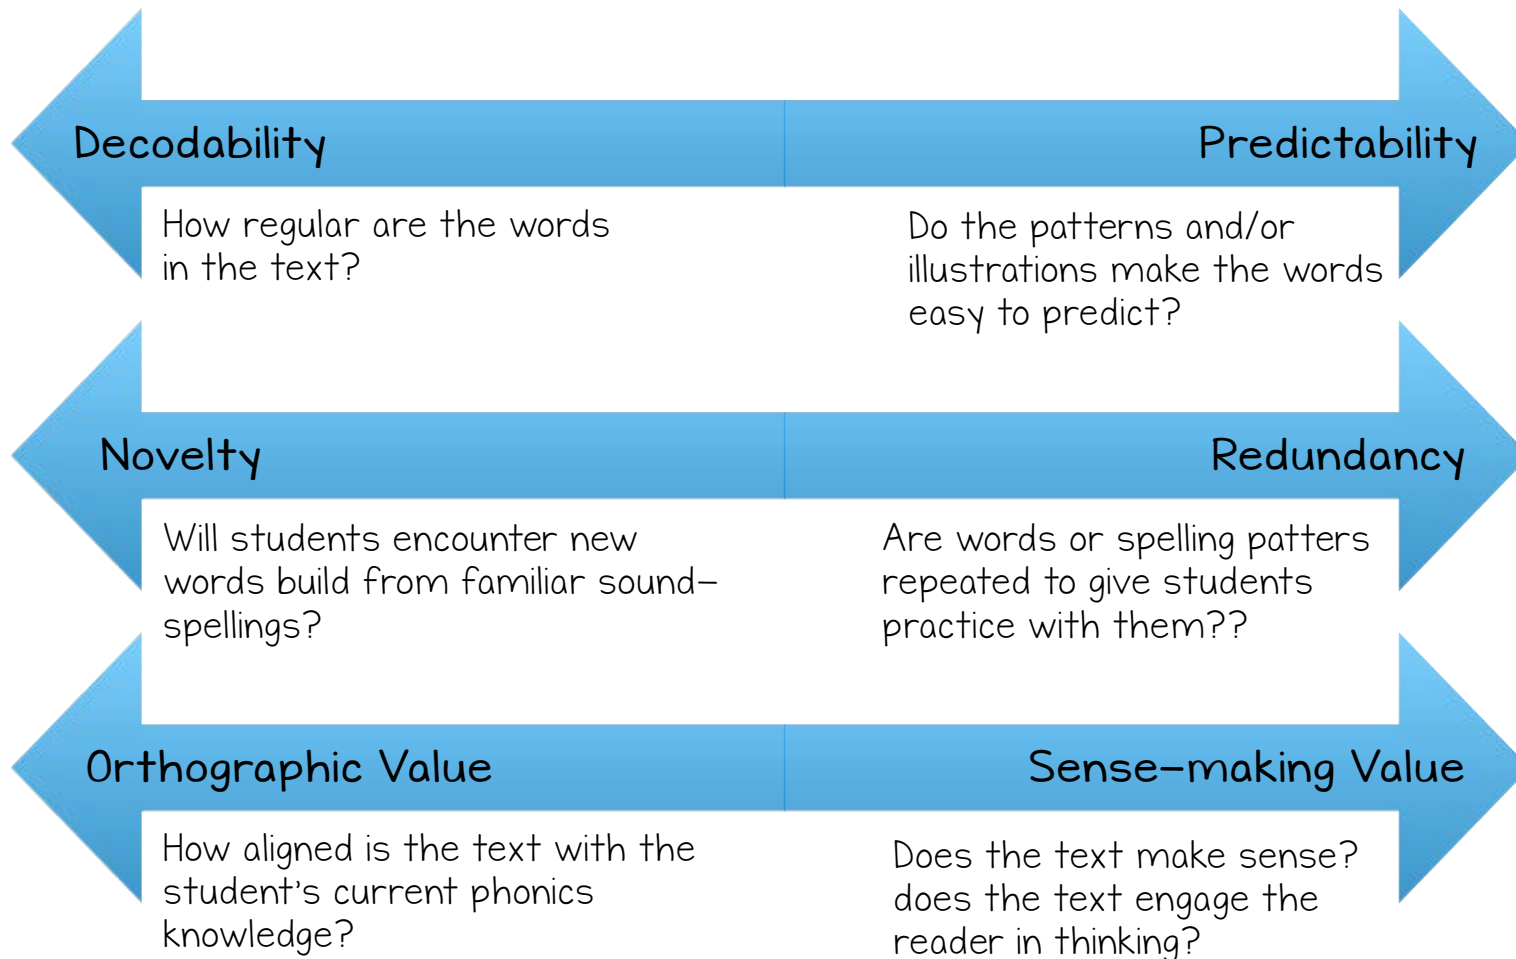 Decodability
Predictability
How regular are the words
in the text?
Do the patterns and/or
illustrations make the words
easy to predict?
Novelty
Redundancy
Will students encounter new
words build from familiar sound-
spellings?
Are words or spelling patters
repeated to give students
practice with them??
Orthographic Value
Sense-making Value
How aligned is the text with the
student's current phonics
knowledge?
Does the text make sense?
does the text engage the
reader in thinking?